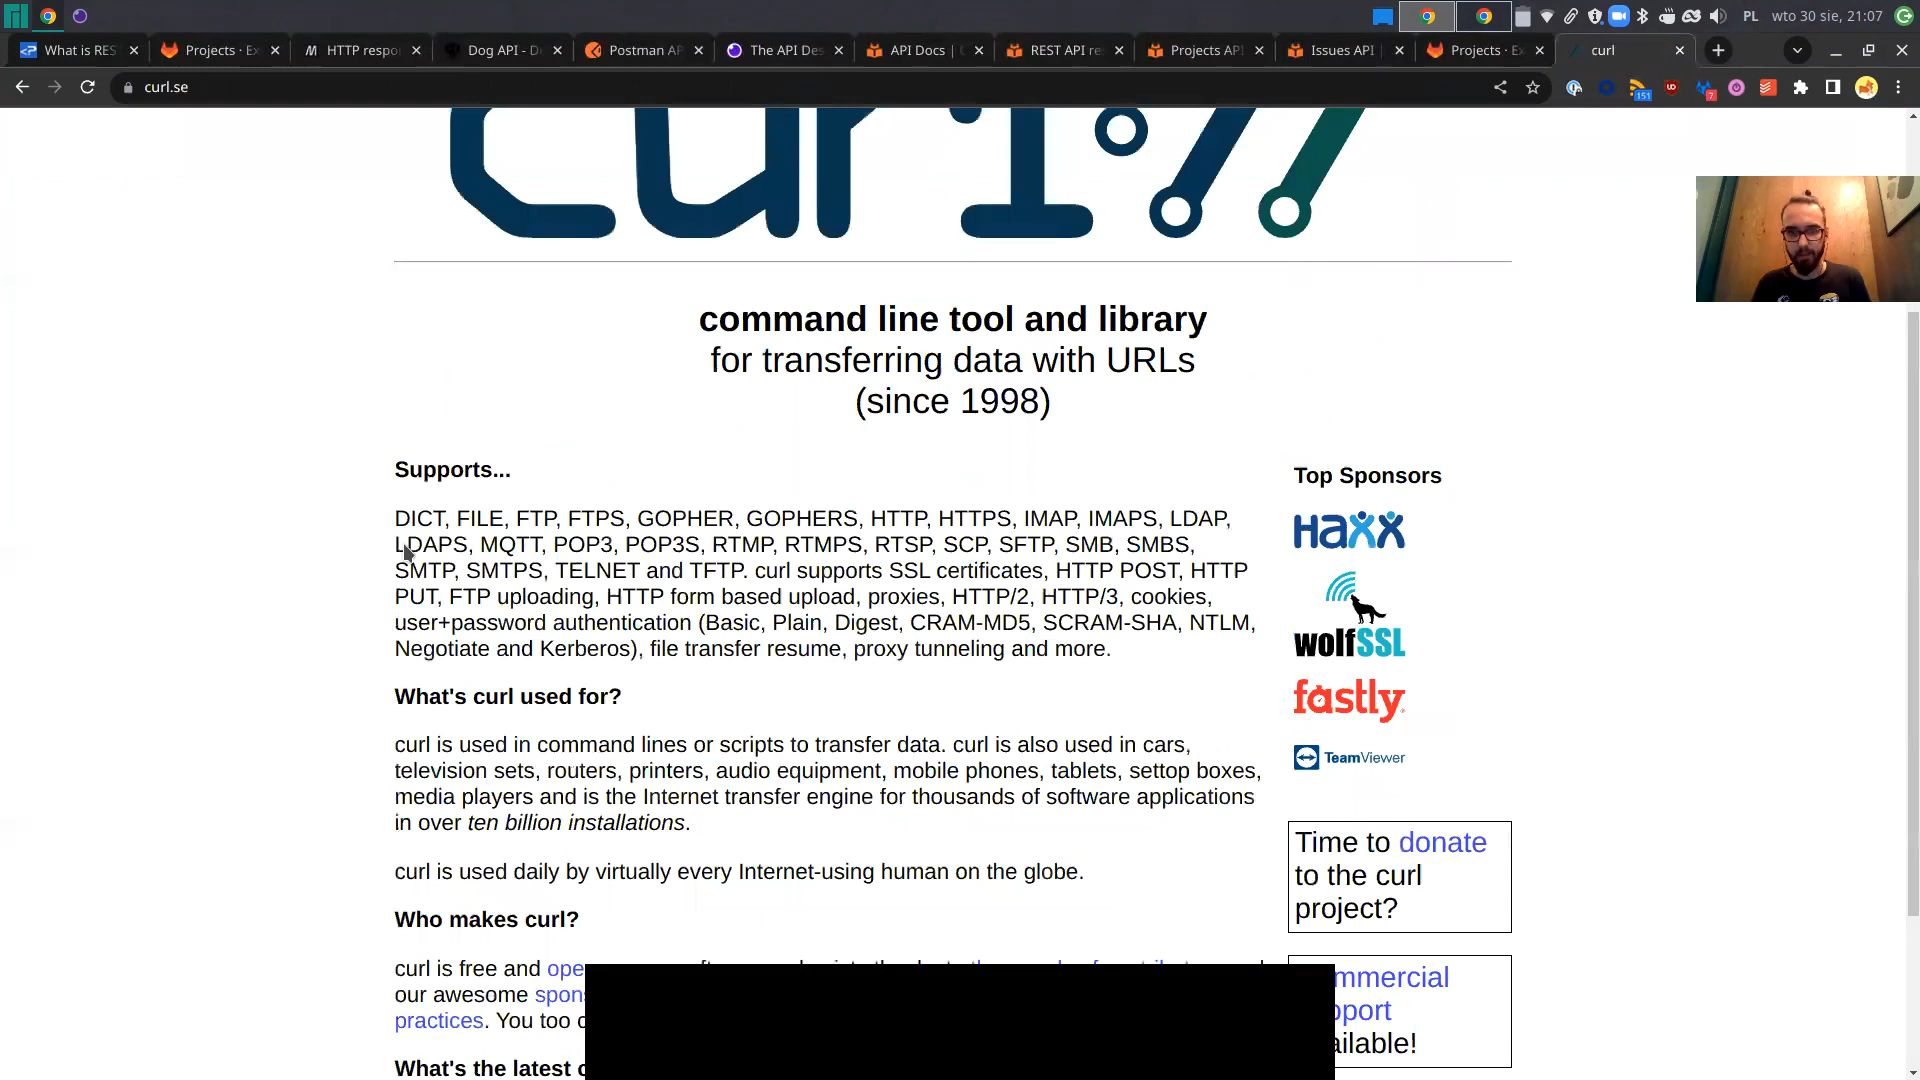 PL wto 30 sie, 21:07
What is RES Projects · Ex HTTP respo Dog API - D Postman AP The API Des API Docs | REST API re Projects API Issues API Projects · Ex curl
curl.se
151
7
curl://
command line tool and library
for transferring data with URLs
(since 1998)
Supports...
DICT, FILE, FTP, FTPS, GOPHER, GOPHERS, HTTP, HTTPS, IMAP, IMAPS, LDAP,
LDAPS, MQTT, POP3, POP3S, RTMP, RTMPS, RTSP, SCP, SFTP, SMB, SMBS,
SMTP, SMTPS, TELNET and TFTP. curl supports SSL certificates, HTTP POST, HTTP
PUT, FTP uploading, HTTP form based upload, proxies, HTTP/2, HTTP/3, cookies,
user+password authentication (Basic, Plain, Digest, CRAM-MD5, SCRAM-SHA, NTLM,
Negotiate and Kerberos), file transfer resume, proxy tunneling and more.
What's curl used for?
curl is used in command lines or scripts to transfer data. curl is also used in cars,
television sets, routers, printers, audio equipment, mobile phones, tablets, settop boxes,
media players and is the Internet transfer engine for thousands of software applications
in over ten billion installations.
curl is used daily by virtually every Internet-using human on the globe.
Who makes curl?
curl is free and ope
our awesome spons
practices. You too c
What's the latest c
Top Sponsors
HAXX
wolfSSL
fastly
TeamViewer
Time to donate
to the curl
project?
mmercial
pport
ailable!